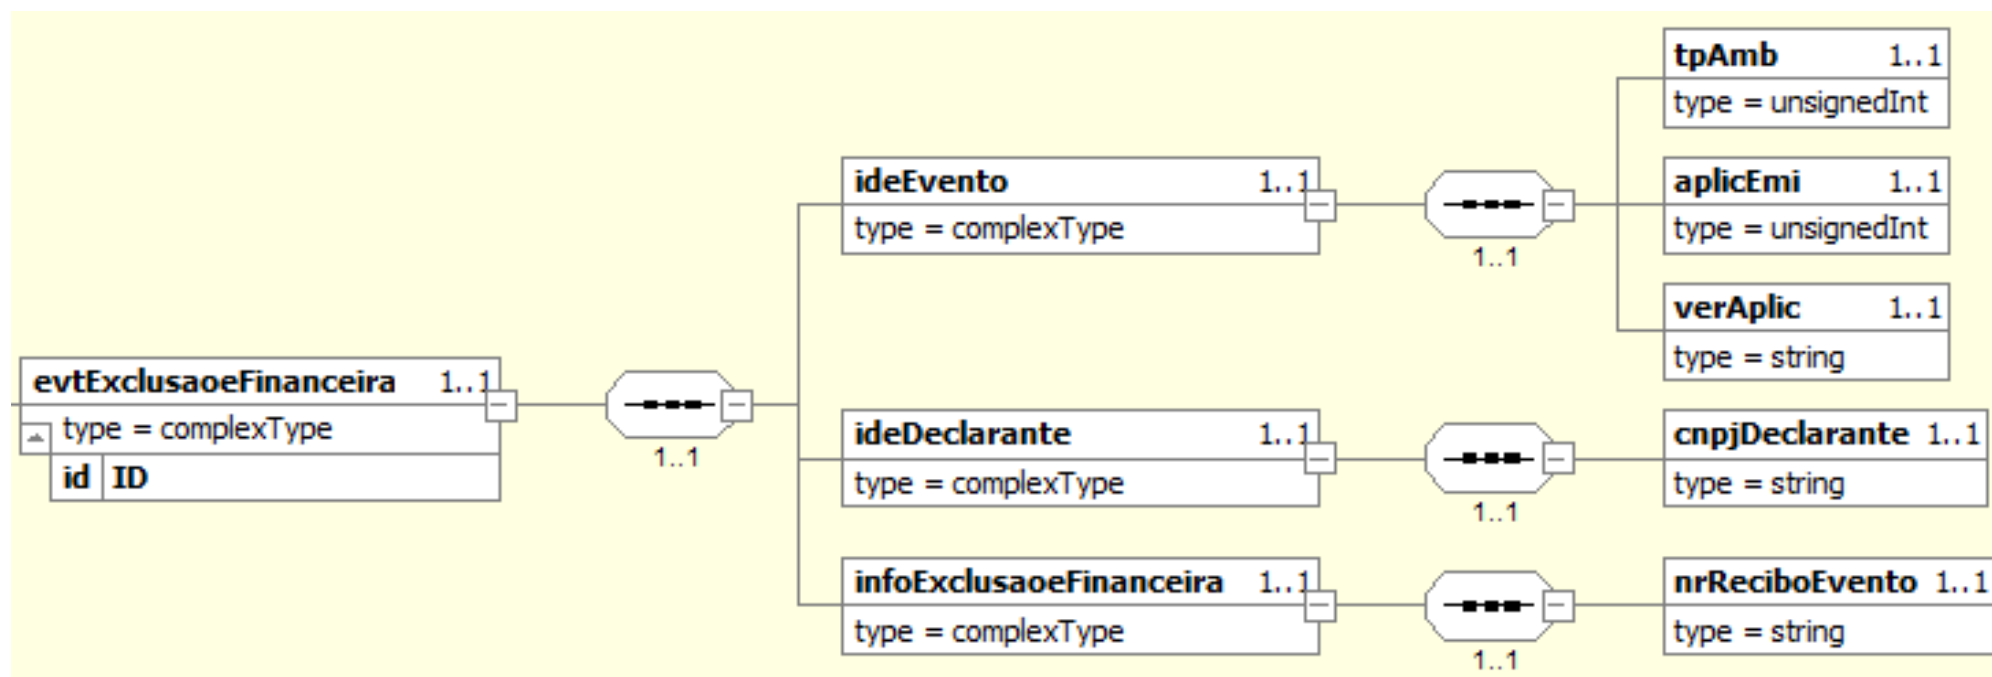 tpAmb 1..1
type = unsignedInt
ideEvento 1..1
type = complexType
1..1
aplicEmi 1..1
type = unsignedInt
verAplic 1..1
type = string
evtExclusaoeFinanceira 1..1
type = complexType
id ID
1..1
ideDeclarante 1..1
type = complexType
1..1
cnpjDeclarante 1..1
type = string
infoExclusaoeFinanceira 1..1
type = complexType
1..1
nrReciboEvento 1..1
type = string